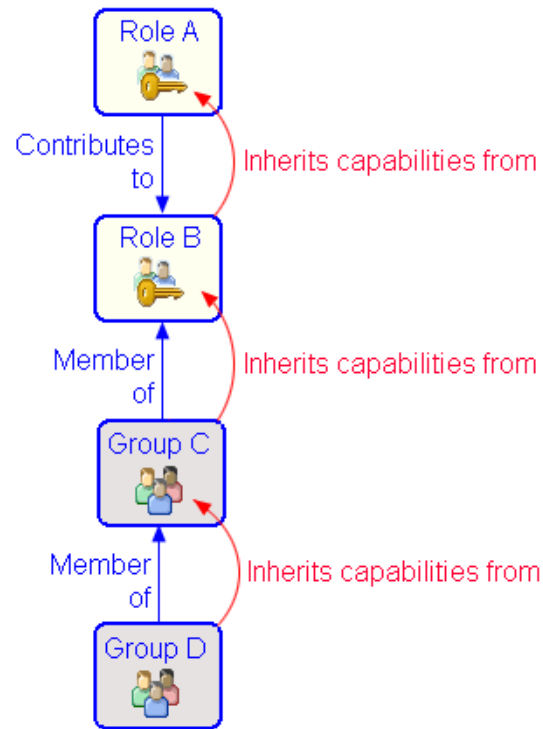 Role A
Contributes
to
Inherits capabilities from
Role B
Member
of
Inherits capabilities from
Group C
Member
of
Inherits capabilities from
Group D